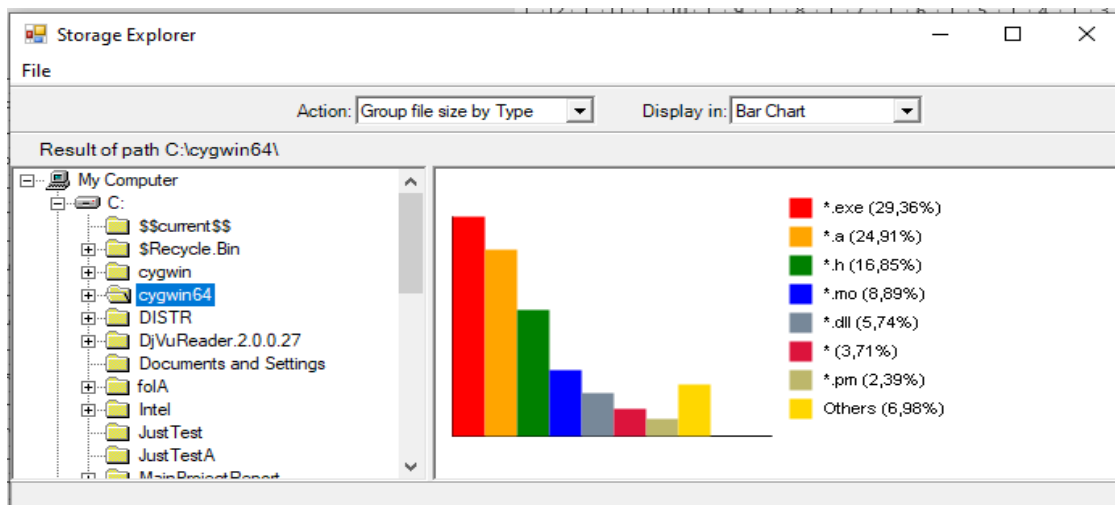 Storage Explorer
File
Action: Group file size by Type Display in: Bar Chart
Result of path C:\cygwin64\
My Computer
C:
$$current$$
$Recycle.Bin
cygwin
cygwin64
DISTR
DjVuReader.2.0.0.27
Documents and Settings
folA
Intel
JustTest
JustTestA
MainProjectReport
*.exe (29,36%)
*.a (24,91%)
*.h (16,85%)
*.mo (8,89%)
*.dll (5,74%)
* (3,71%)
*.pm (2,39%)
Others (6,98%)